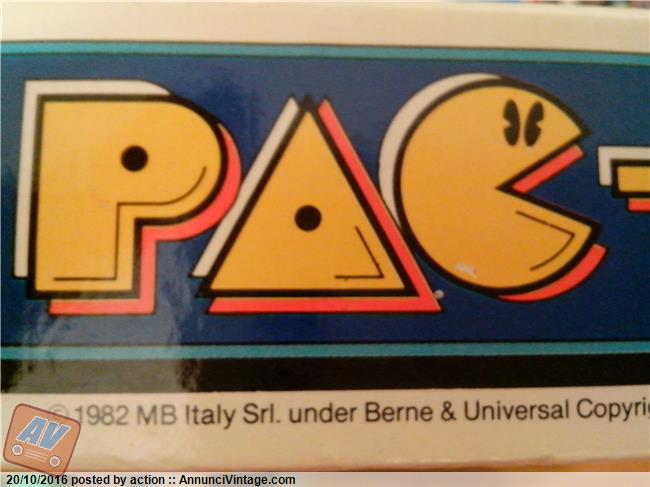 PAC-
© 1982 MB Italy Srl. under Berne & Universal
AV
20/10/2016 posted by action :: AnnunciVintage.com